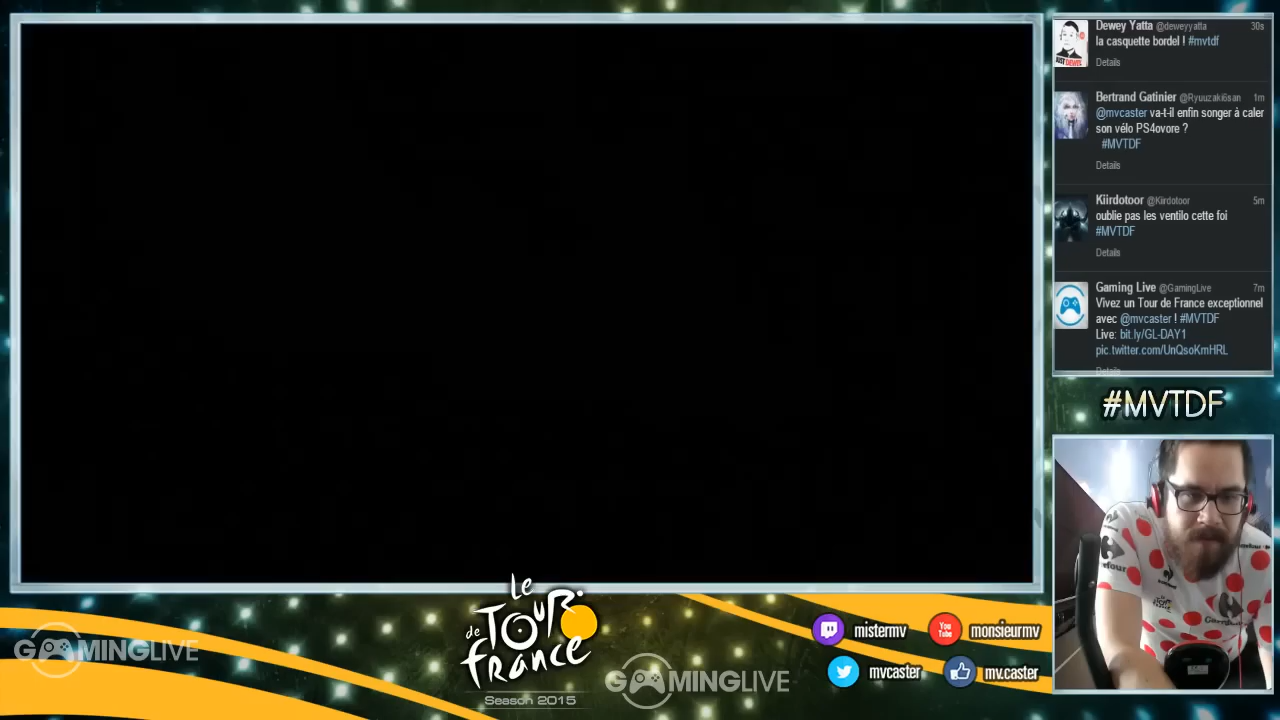 Dewey Yatta @deweyyatta 30s
la casquette bordel ! #mvtdf
Details
Bertrand Gatinier @Ryuuzaki6san 1m
@mvcaster va-t-il enfin songer à caler
son vélo PS4ovore ?
#MVTDF
Details
Kiirdotoor @Kiirdotoor 5m
oublie pas les ventilo cette foi
#MVTDF
Details
Gaming Live @GamingLive 7m
Vivez un Tour de France exceptionnel
avec @mvcaster ! #MVTDF
Live: bit.ly/GL-DAY1
pic.twitter.com/UnQsoKmHRL
Details
#MVTDF
Le
TOUR
de
france
Season 2015
GAMINGLIVE
GAMINGLIVE
mistermv
You
Tube
monsieurmv
mvcaster
mv.caster